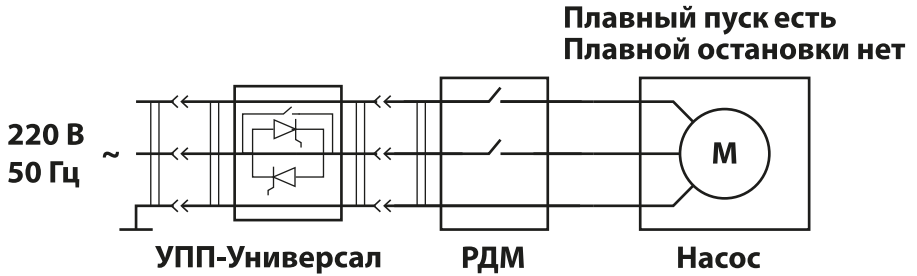 Плавный пуск есть
Плавной остановки нет
220 В
50 Гц
~
М
УПП-Универсал
РДМ
Насос